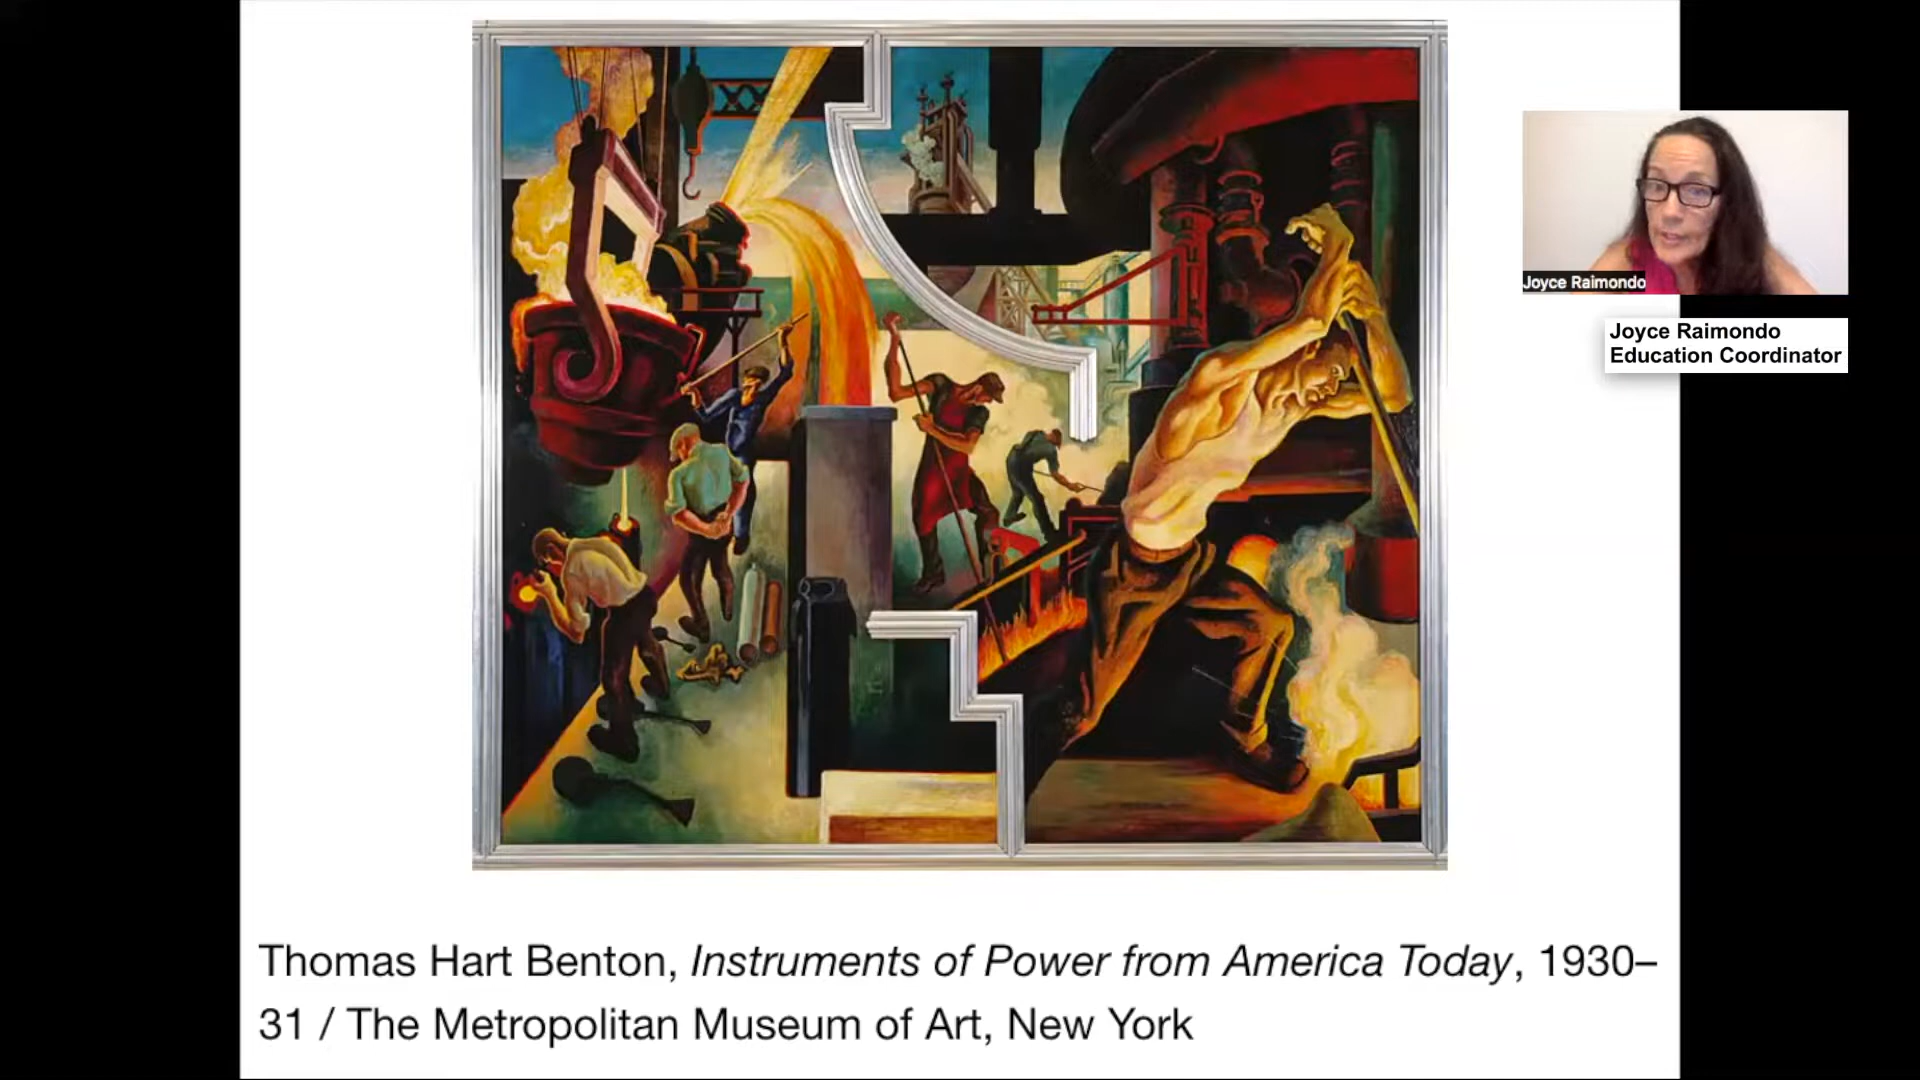 Joyce Raimondo
Joyce Raimondo
Education Coordinator
Thomas Hart Benton, Instruments of Power from America Today, 1930–
31 / The Metropolitan Museum of Art, New York